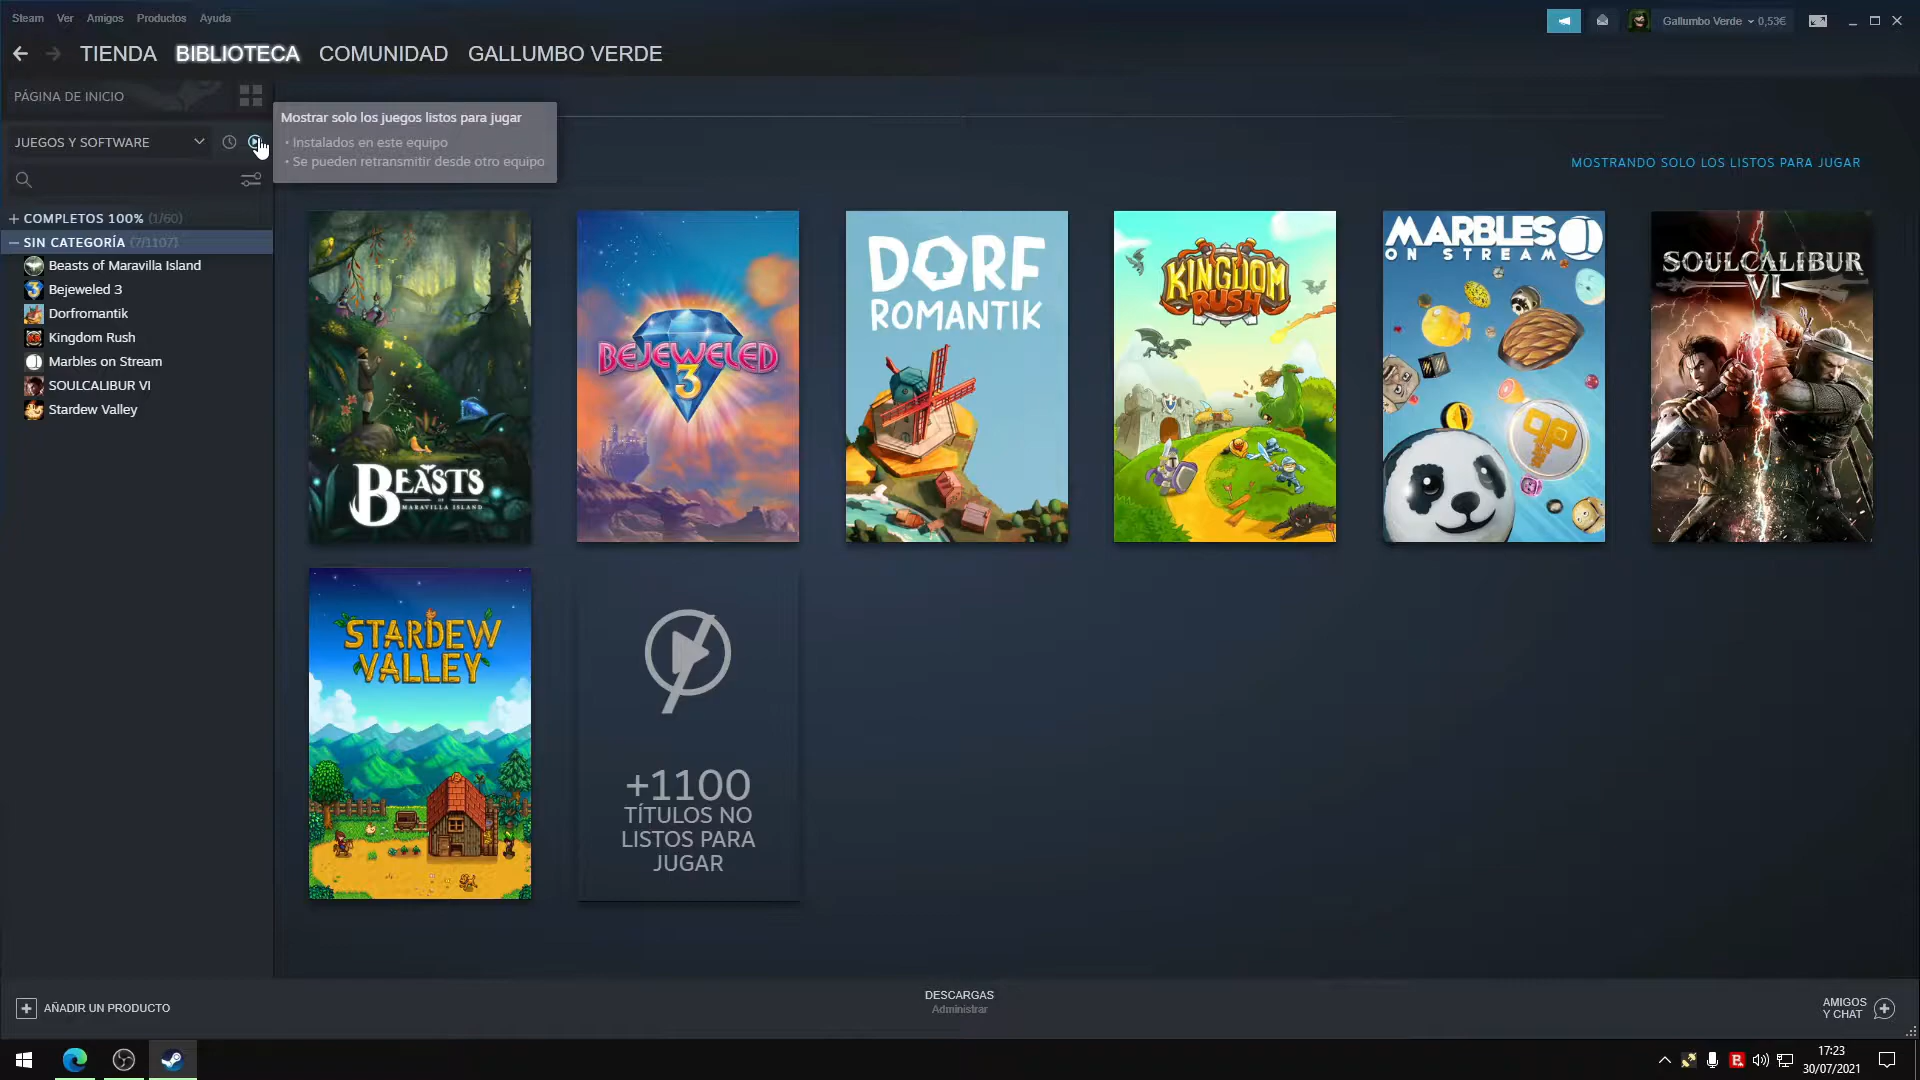 Steam Ver Amigos Productos Ayuda
Gallumbo Verde 0,53€
TIENDA BIBLIOTECA COMUNIDAD GALLUMBO VERDE
PÁGINA DE INICIO
JUEGOS Y SOFTWARE
Mostrar solo los juegos listos para jugar
• Instalados en este equipo
• Se pueden retransmitir desde otro equipo
MOSTRANDO SOLO LOS LISTOS PARA JUGAR
+ COMPLETOS 100% (1/60)
– SIN CATEGORÍA (7/1107)
Beasts of Maravilla Island
Bejeweled 3
Dorfromantik
Kingdom Rush
Marbles on Stream
SOULCALIBUR VI
Stardew Valley
BEASTS
OF
MARAVILLA ISLAND
BEJEWELED
3
DORF
ROMANTIK
KINGDOM
RUSH
MARBLES
ON STREAM
SOULCALIBUR
VI
STARDEW
VALLEY
+1100
TÍTULOS NO
LISTOS PARA
JUGAR
AÑADIR UN PRODUCTO
DESCARGAS
Administrar
AMIGOS
Y CHAT
17:23
30/07/2021